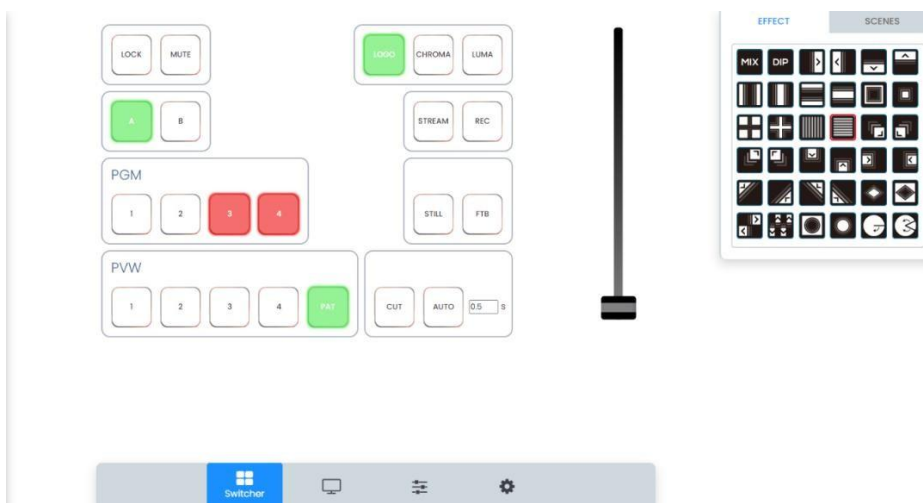 EFFECT SCENES
LOCK MUTE LOGO CHROMA LUMA
MIX DIP
A B STREAM REC
PGM
1 2 3 4 STILL FTB
PVW
1 2 3 4 PAT CUT AUTO 0.5 s
Switcher